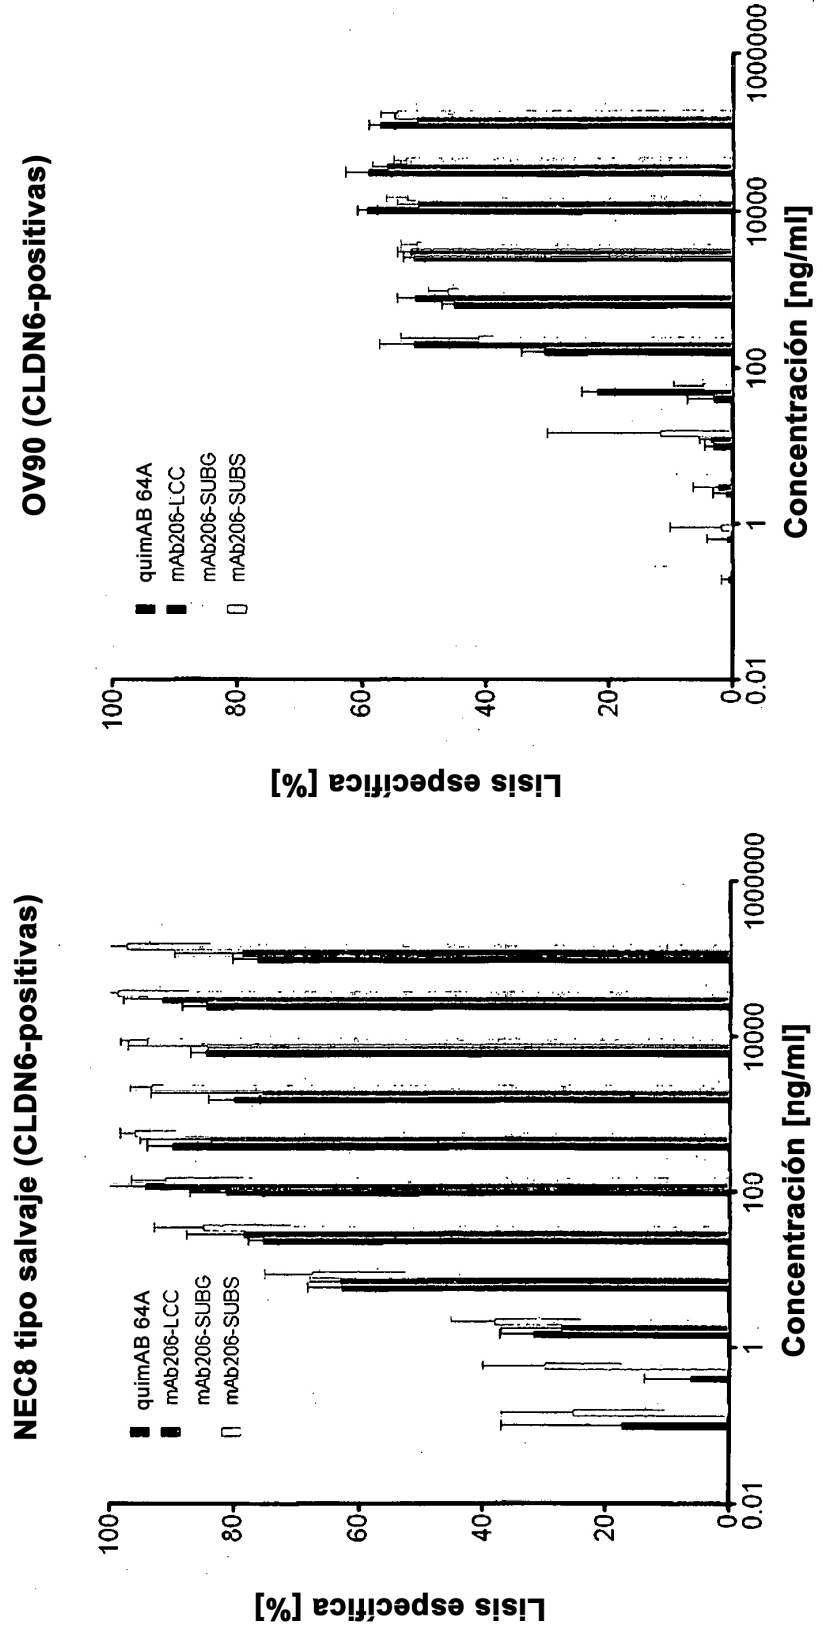 NEC8 tipo salvaje (CLDN6-positivas)
quimAB 64A
mAb206-LCC
mAb206-SUBG
mAb206-SUBS
Lisis específica [%]
100
80
60
40
20
0
0.01
1
100
10000
1000000
Concentración [ng/ml]
OV90 (CLDN6-positivas)
quimAB 64A
mAb206-LCC
mAb206-SUBG
mAb206-SUBS
Lisis específica [%]
100
80
60
40
20
0
0.01
1
100
10000
1000000
Concentración [ng/ml]